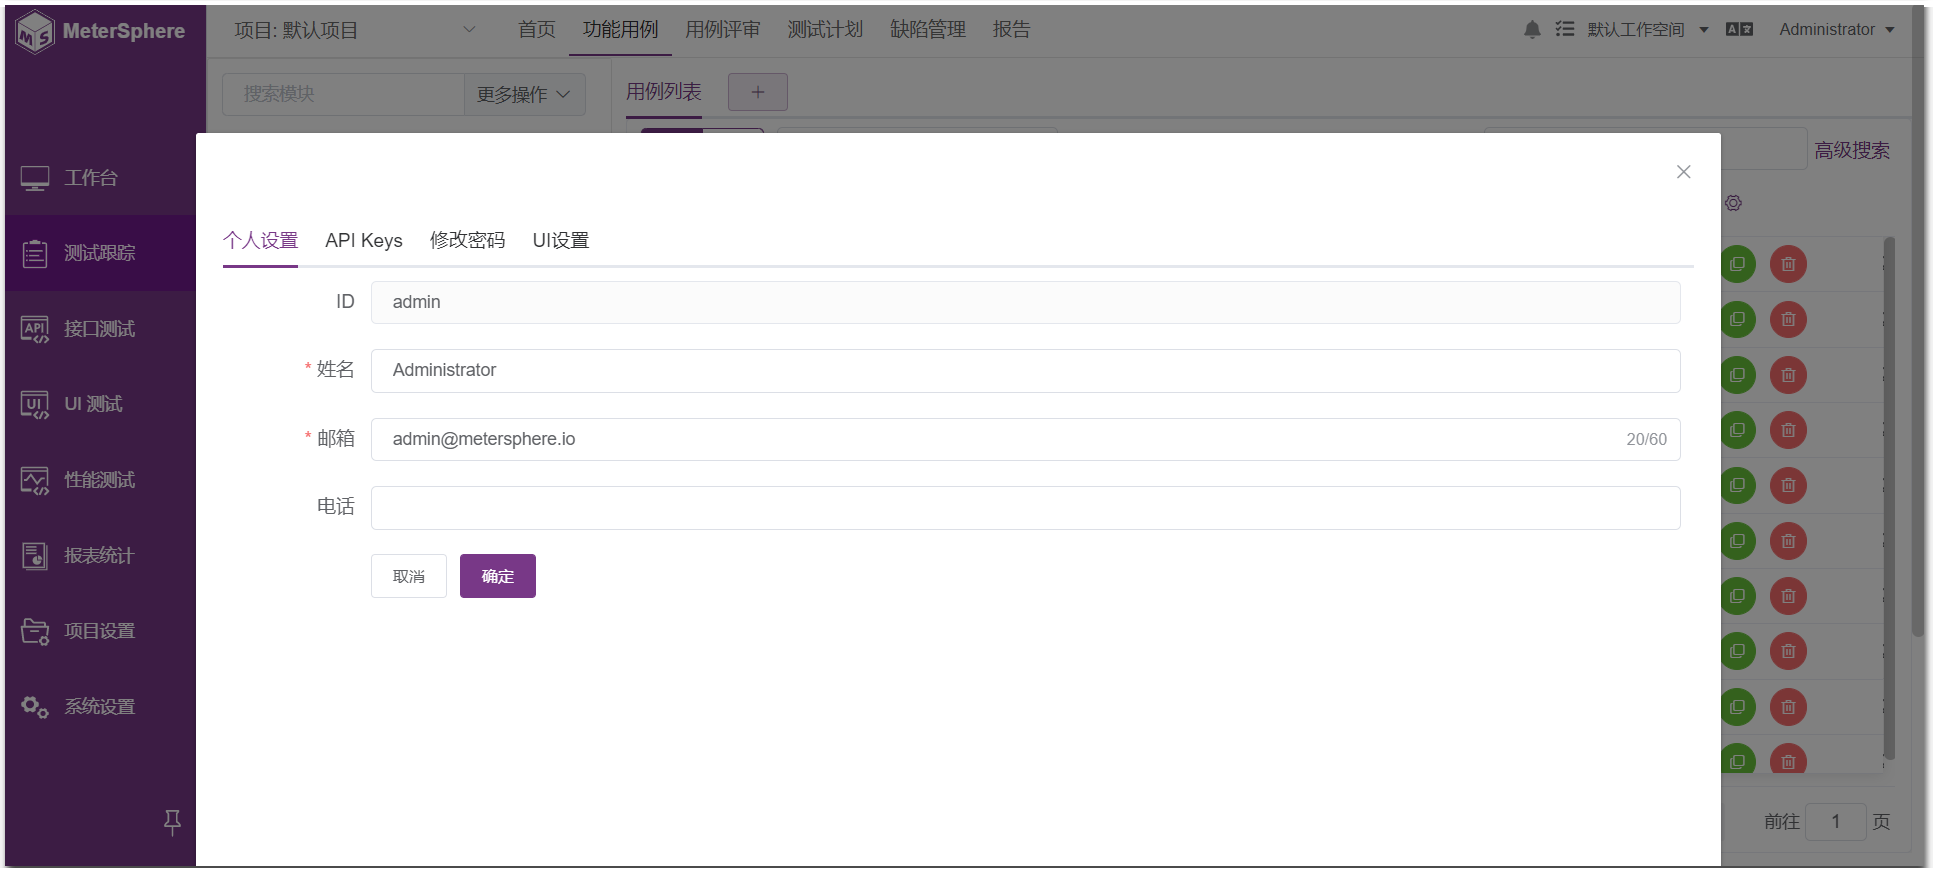 MeterSphere
项目: 默认项目
首页 功能用例 用例评审 测试计划 缺陷管理 报告
默认工作空间
Administrator
搜索模块 更多操作
用例列表 +
高级搜索
工作台
测试跟踪
API 接口测试
UI UI 测试
性能测试
报表统计
项目设置
系统设置
个人设置 API Keys 修改密码 UI设置
ID admin
* 姓名 Administrator
* 邮箱 admin@metersphere.io 20/60
电话
取消 确定
前往 1 页